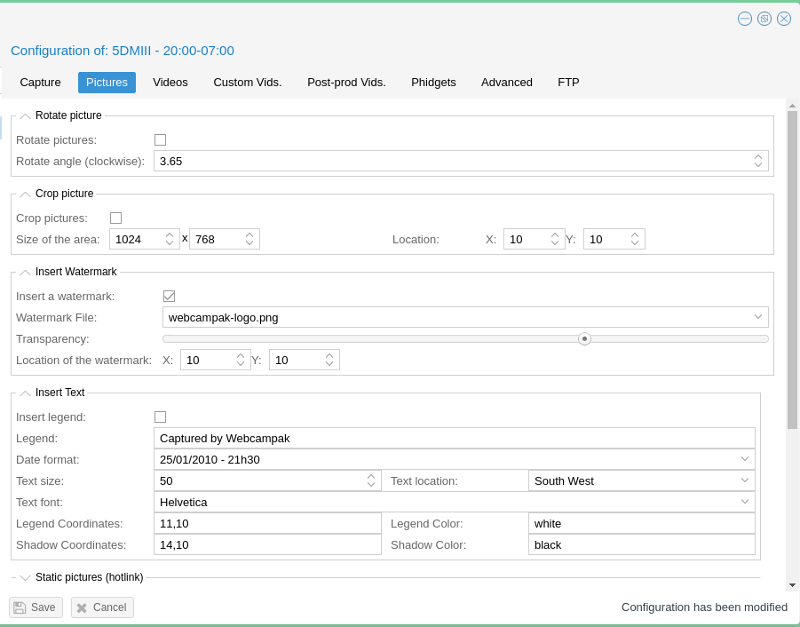 Configuration of: 5DMIII - 20:00-07:00
Capture Pictures Videos Custom Vids. Post-prod Vids. Phidgets Advanced FTP
Rotate picture
Rotate pictures:
Rotate angle (clockwise): 3.65
Crop picture
Crop pictures:
Size of the area: 1024 x 768 Location: X: 10 Y: 10
Insert Watermark
Insert a watermark:
Watermark File: webcampak-logo.png
Transparency:
Location of the watermark: X: 10 Y: 10
Insert Text
Insert legend:
Legend: Captured by Webcampak
Date format: 25/01/2010 - 21h30
Text size: 50 Text location: South West
Text font: Helvetica
Legend Coordinates: 11,10 Legend Color: white
Shadow Coordinates: 14,10 Shadow Color: black
Static pictures (hotlink)
Save Cancel Configuration has been modified